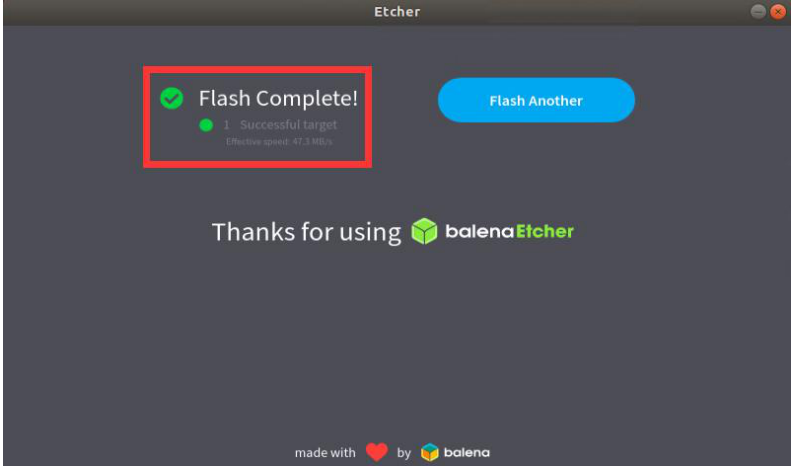 Etcher
Flash Complete!
1 Successful target
Effective speed: 47.3 MB/s
Flash Another
Thanks for using balenaEtcher
made with by balena